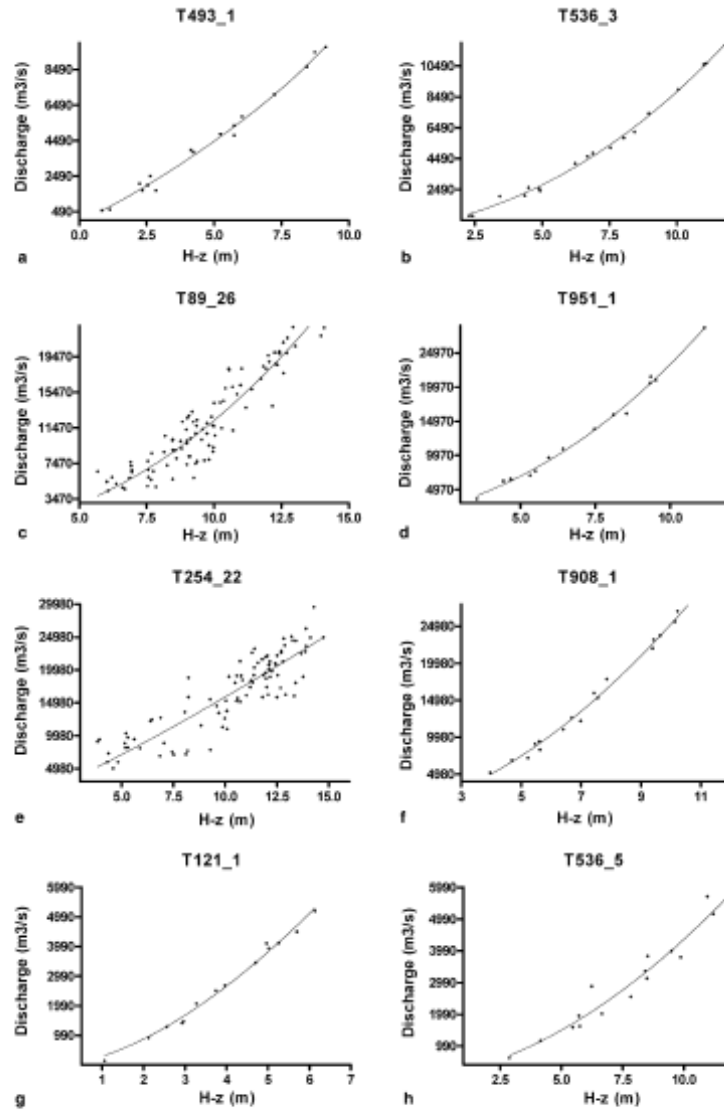 T493_1
Discharge (m3/s)
8490
6490
4490
2490
490
0.0 2.5 5.0 7.5 10.0
H-z (m)
a
T536_3
Discharge (m3/s)
10490
8490
6490
4490
2490
2.5 5.0 7.5 10.0
H-z (m)
b
T89_26
Discharge (m3/s)
19470
15470
11470
7470
3470
5.0 7.5 10.0 12.5 15.0
H-z (m)
c
T951_1
Discharge (m3/s)
24970
19970
14970
9970
4970
5.0 7.5 10.0
H-z (m)
d
T254_22
Discharge (m3/s)
29980
24980
19980
14980
9980
4980
5.0 7.5 10.0 12.5 15.0
H-z (m)
e
T908_1
Discharge (m3/s)
24980
19980
14980
9980
4980
3 5 7 9 11
H-z (m)
f
T121_1
Discharge (m3/s)
5990
4990
3990
2990
1990
990
1 2 3 4 5 6 7
H-z (m)
g
T536_5
Discharge (m3/s)
5990
4990
3990
2990
1990
990
2.5 5.0 7.5 10.0
H-z (m)
h